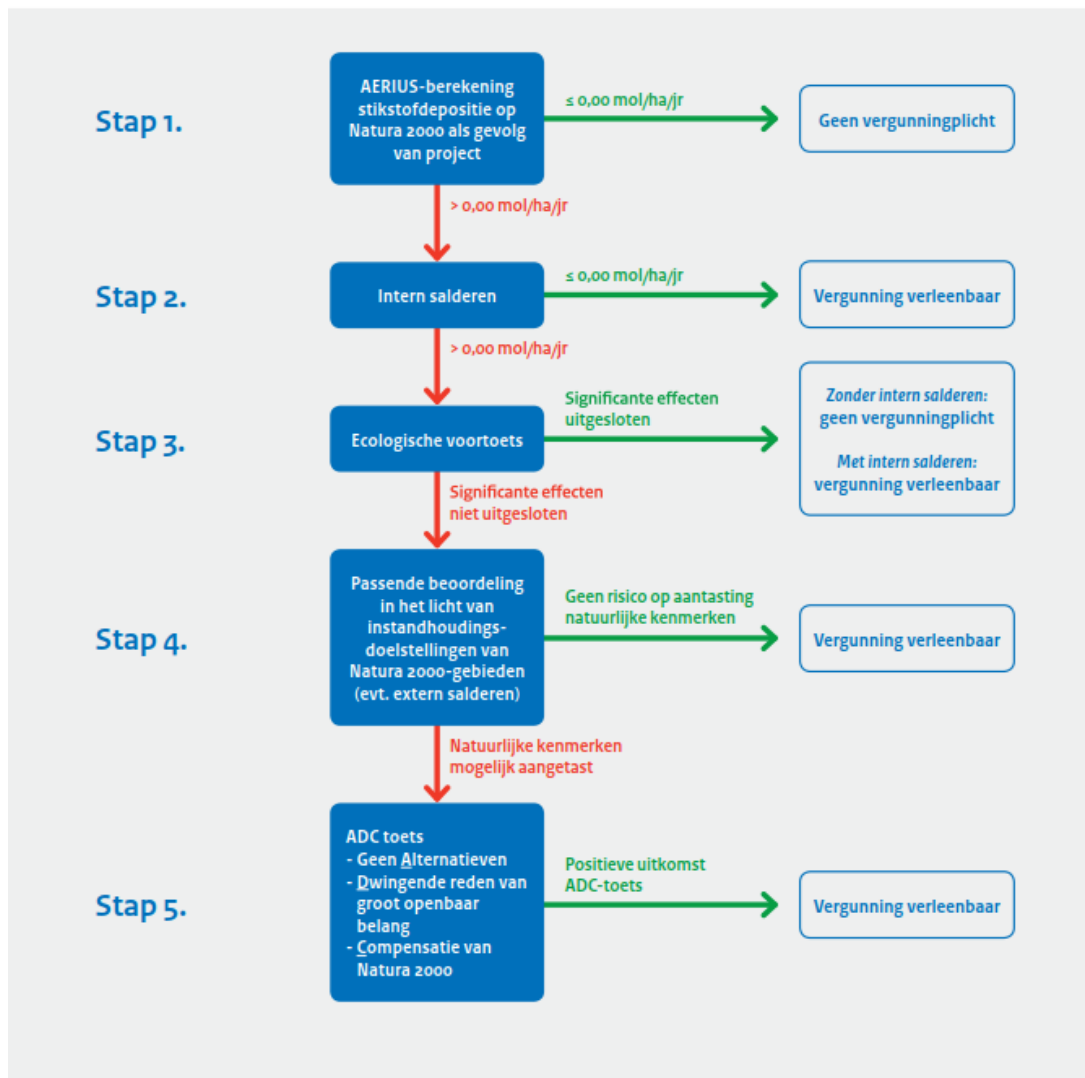 Stap 1.
AERIUS-berekening
stikstofdepositie op
Natura 2000 als gevolg
van project
≤ 0,00 mol/ha/jr
Geen vergunningplicht
> 0,00 mol/ha/jr
Stap 2.
Intern salderen
≤ 0,00 mol/ha/jr
Vergunning verleenbaar
> 0,00 mol/ha/jr
Stap 3.
Ecologische voortoets
Significante effecten
uitgesloten
Zonder intern salderen:
geen vergunningplicht
Met intern salderen:
vergunning verleenbaar
Significante effecten
niet uitgesloten
Stap 4.
Passende beoordeling
in het licht van
instandhoudings-
doelstellingen van
Natura 2000-gebieden
(evt. extern salderen)
Geen risico op aantasting
natuurlijke kenmerken
Vergunning verleenbaar
Natuurlijke kenmerken
mogelijk aangetast
Stap 5.
ADC toets
- Geen Alternatieven
- Dwingende reden van
groot openbaar
belang
- Compensatie van
Natura 2000
Positieve uitkomst
ADC-toets
Vergunning verleenbaar